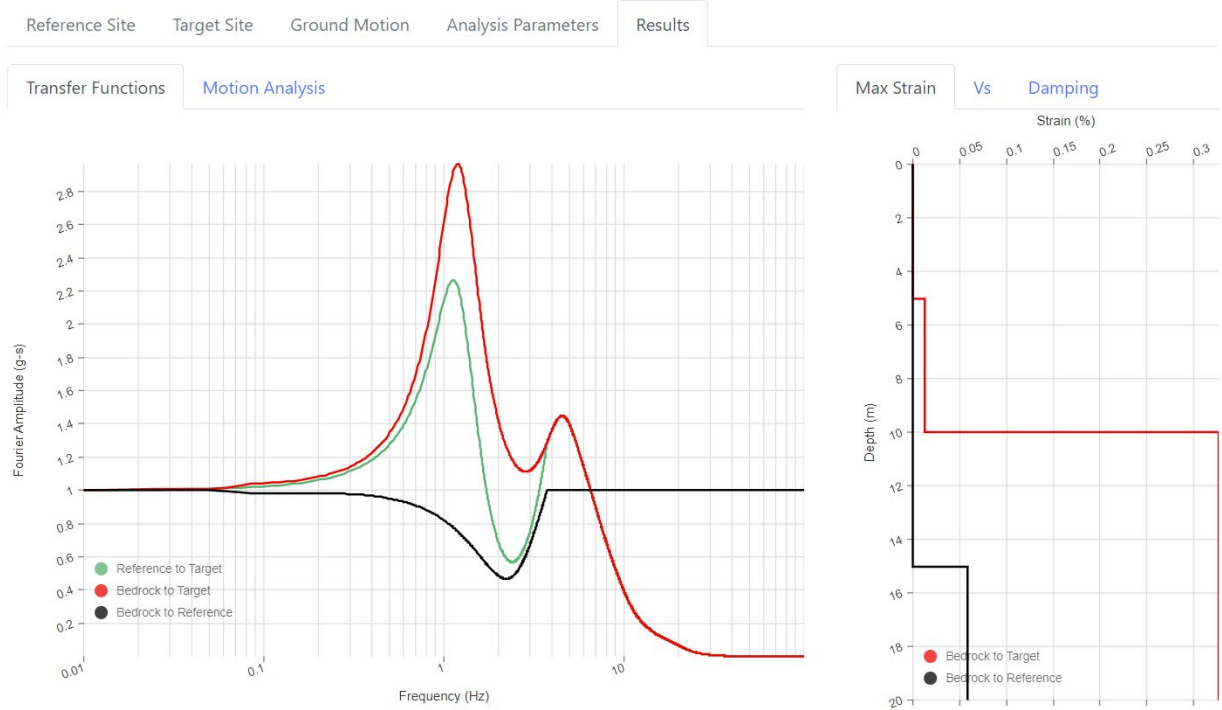 Reference Site Target Site Ground Motion Analysis Parameters Results
Transfer Functions Motion Analysis
Fourier Amplitude (g-s)
2.8
2.6
2.4
2.2
2
1.8
1.6
1.4
1.2
1
0.8
0.6
0.4
0.2
Reference to Target
Bedrock to Target
Bedrock to Reference
0.01 0.1 1 10
Frequency (Hz)
Max Strain Vs Damping
Strain (%)
0 0.05 0.1 0.15 0.2 0.25 0.3
Depth (m)
0
2
4
6
8
10
12
14
16
18
20
Bedrock to Target
Bedrock to Reference